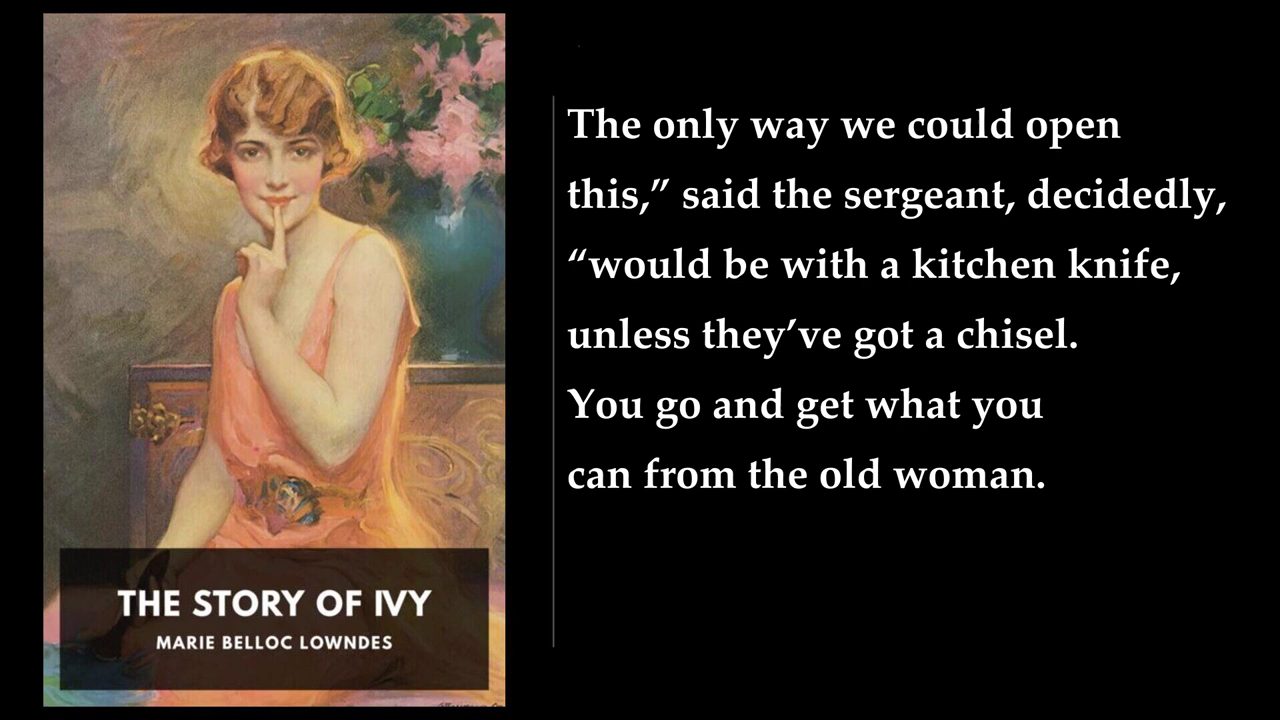 THE STORY OF IVY
MARIE BELLOC LOWNDES
The only way we could open
this,” said the sergeant, decidedly,
“would be with a kitchen knife,
unless they’ve got a chisel.
You go and get what you
can from the old woman.